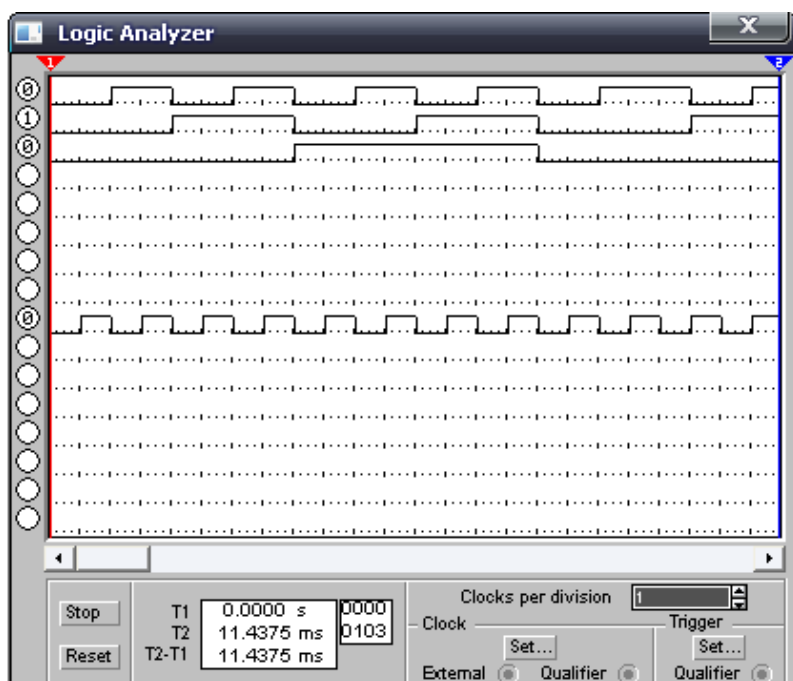 Logic Analyzer
X
1 2
0
1
0
0
Clocks per division 1
Stop T1 0.0000 s 0000 Clock Trigger
T2 11.4375 ms 0103 Set... Set...
Reset T2-T1 11.4375 ms
External Qualifier Qualifier